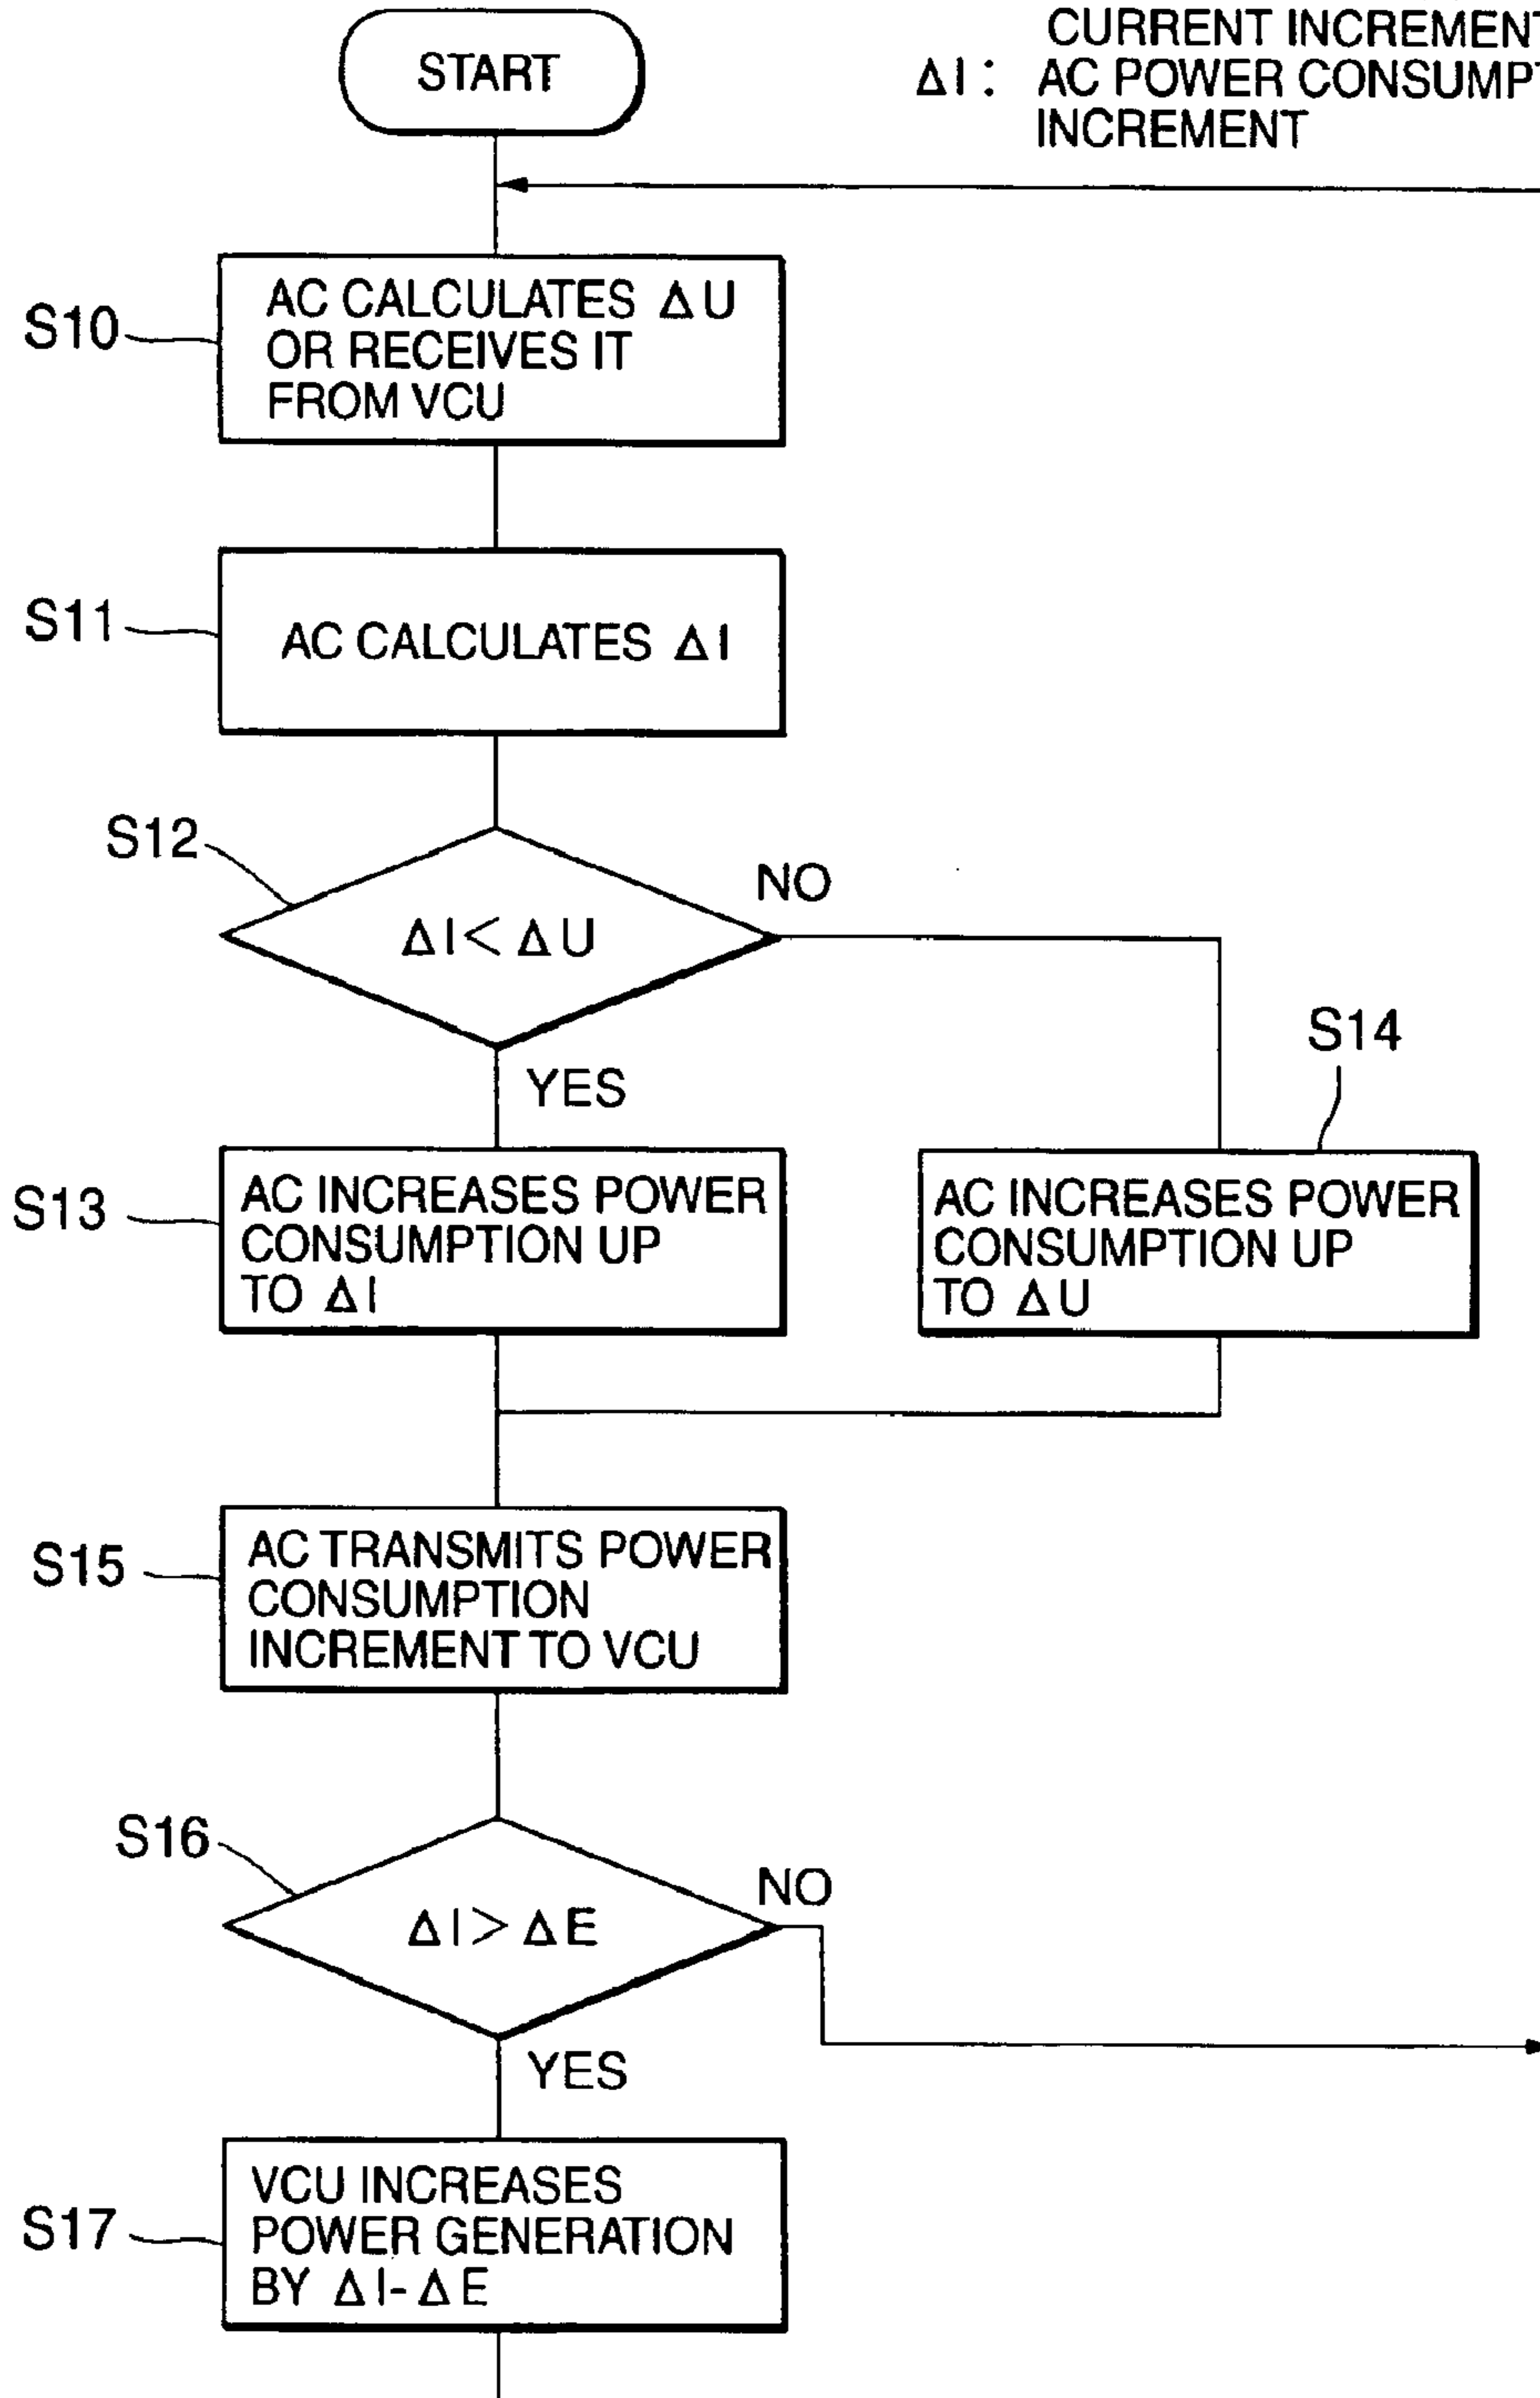 CURRENT INCREMENT
ΔI: AC POWER CONSUMPT
INCREMENT
START
S10
AC CALCULATES ΔU
OR RECEIVES IT
FROM VCU
S11
AC CALCULATES ΔI
S12
ΔI<ΔU
NO
YES
S13
AC INCREASES POWER
CONSUMPTION UP
TO ΔI
S14
AC INCREASES POWER
CONSUMPTION UP
TO ΔU
S15
AC TRANSMITS POWER
CONSUMPTION
INCREMENT TO VCU
S16
ΔI>ΔE
NO
YES
S17
VCU INCREASES
POWER GENERATION
BY ΔI-ΔE